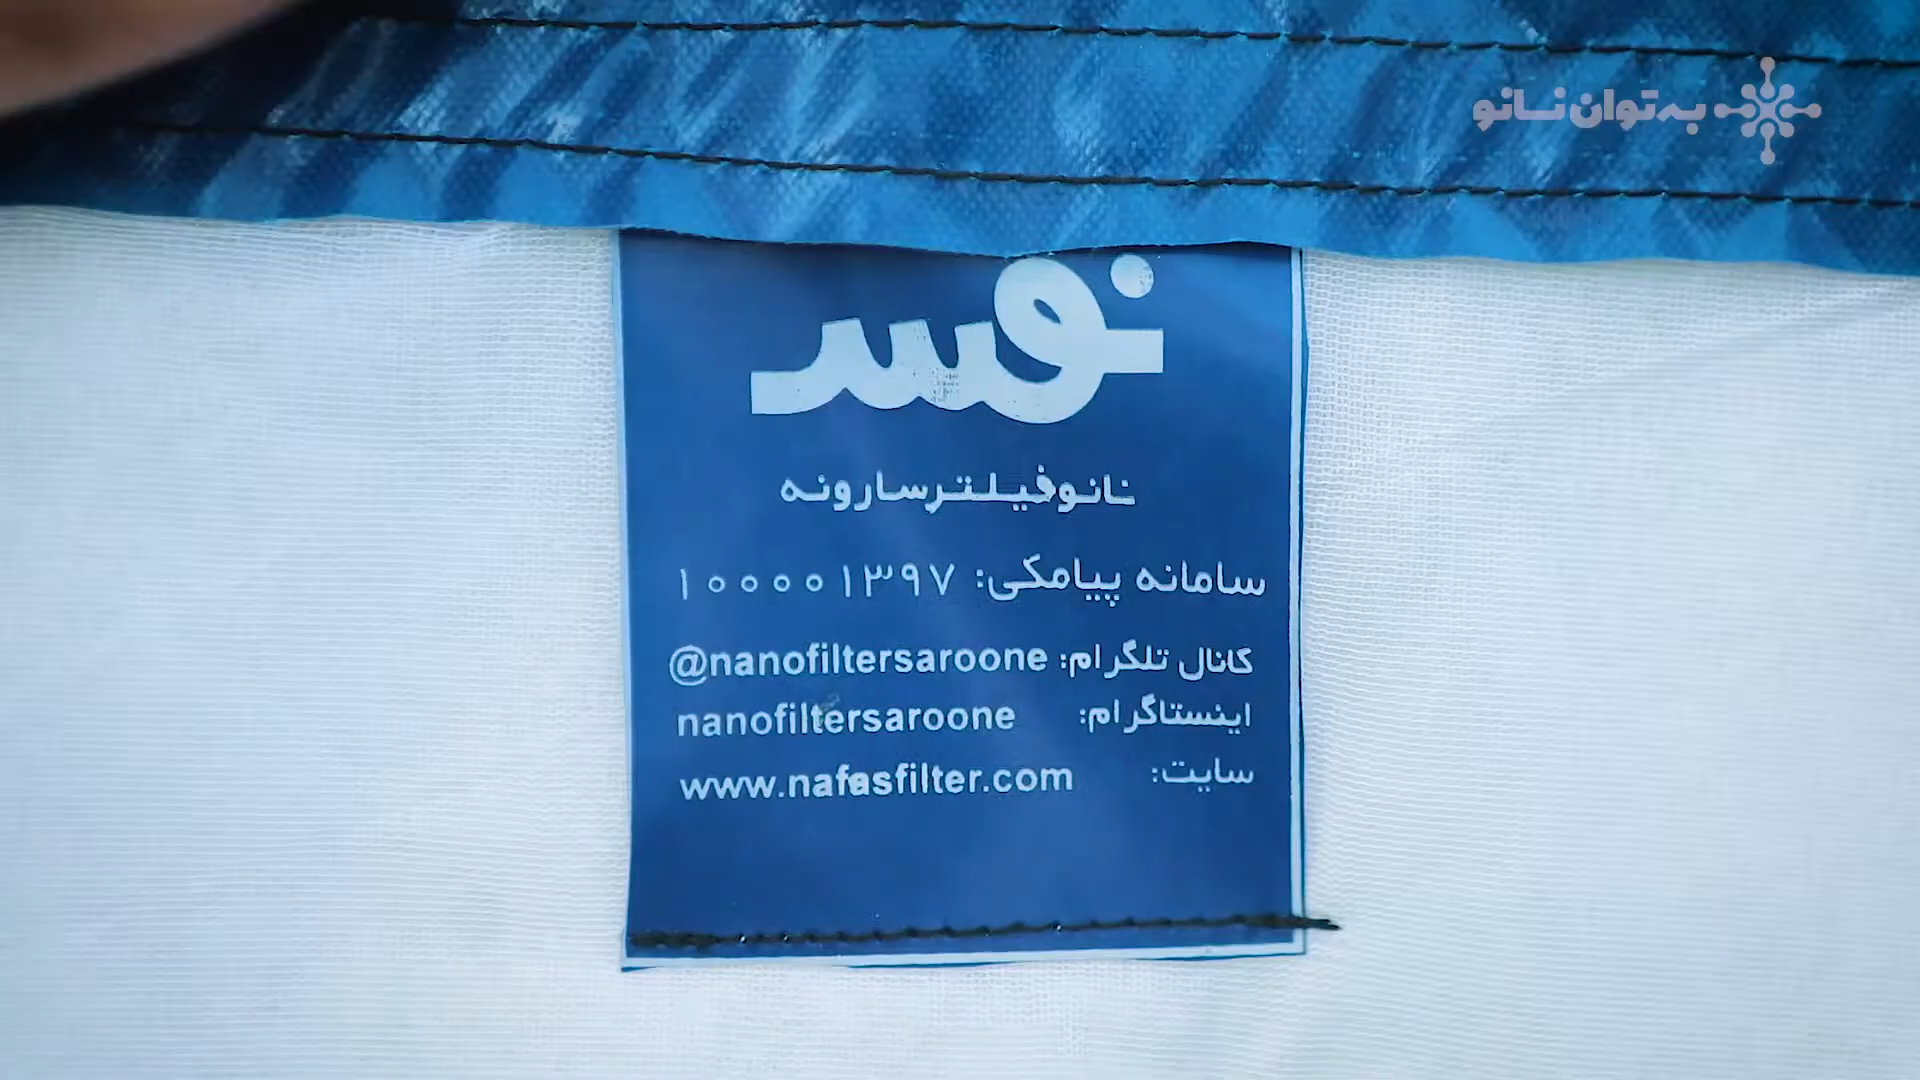 به‌توان نانو
نفس
نانوفیلترسارونه
سامانه پیامکی: ۱۰۰۰۰۱۳۹۷
کانال تلگرام: @nanofiltersaroone
اینستاگرام: nanofiltersaroone
سایت: www.nafasfilter.com